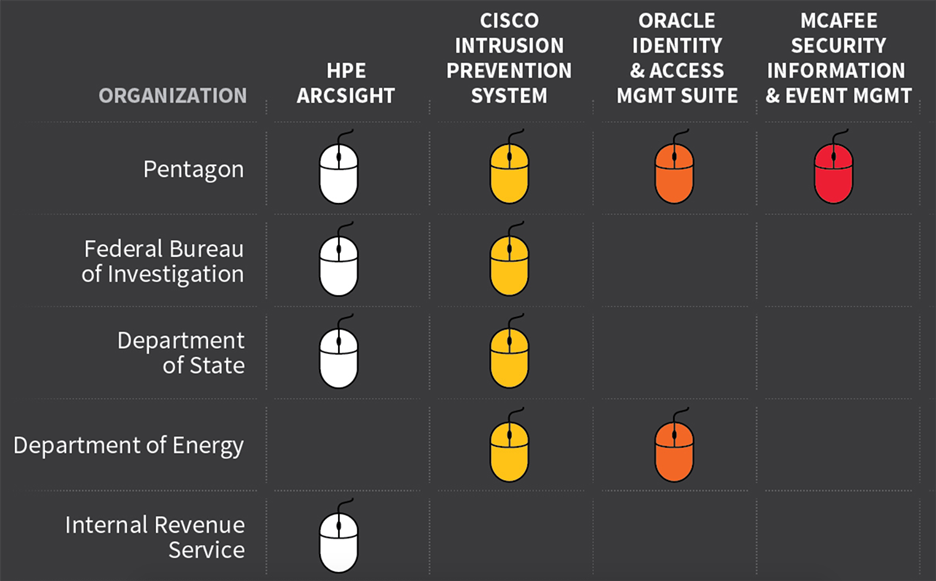 ORGANIZATION
HPE
ARCSIGHT
CISCO
INTRUSION
PREVENTION
SYSTEM
ORACLE
IDENTITY
& ACCESS
MGMT SUITE
MCAFEE
SECURITY
INFORMATION
& EVENT MGMT
Pentagon
Federal Bureau
of Investigation
Department
of State
Department of Energy
Internal Revenue
Service